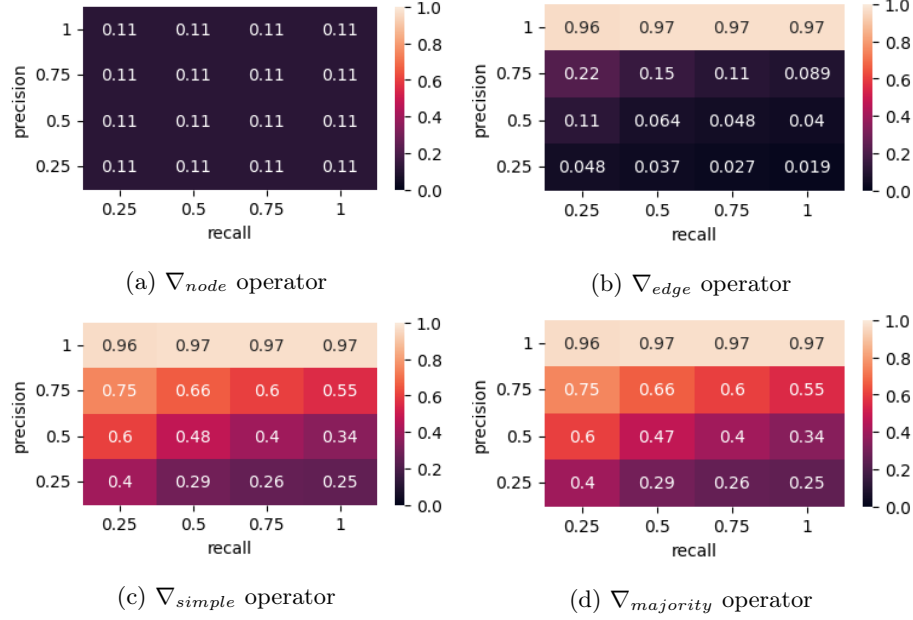 1 0.11 0.11 0.11 0.11 1.0
0.8
0.75 0.11 0.11 0.11 0.11
0.6
precision
0.5 0.11 0.11 0.11 0.11 0.4
0.2
0.25 0.11 0.11 0.11 0.11
0.0
0.25 0.5 0.75 1
recall
(a) ∇node operator
1 0.96 0.97 0.97 0.97 1.0
0.8
0.75 0.22 0.15 0.11 0.089
0.6
precision
0.5 0.11 0.064 0.048 0.04 0.4
0.2
0.25 0.048 0.037 0.027 0.019
0.0
0.25 0.5 0.75 1
recall
(b) ∇edge operator
1 0.96 0.97 0.97 0.97 1.0
0.8
0.75 0.75 0.66 0.6 0.55
0.6
precision
0.5 0.6 0.48 0.4 0.34 0.4
0.2
0.25 0.4 0.29 0.26 0.25
0.0
0.25 0.5 0.75 1
recall
(c) ∇simple operator
1 0.96 0.97 0.97 0.97 1.0
0.8
0.75 0.75 0.66 0.6 0.55
0.6
precision
0.5 0.6 0.47 0.4 0.34 0.4
0.2
0.25 0.4 0.29 0.26 0.25
0.0
0.25 0.5 0.75 1
recall
(d) ∇majority operator